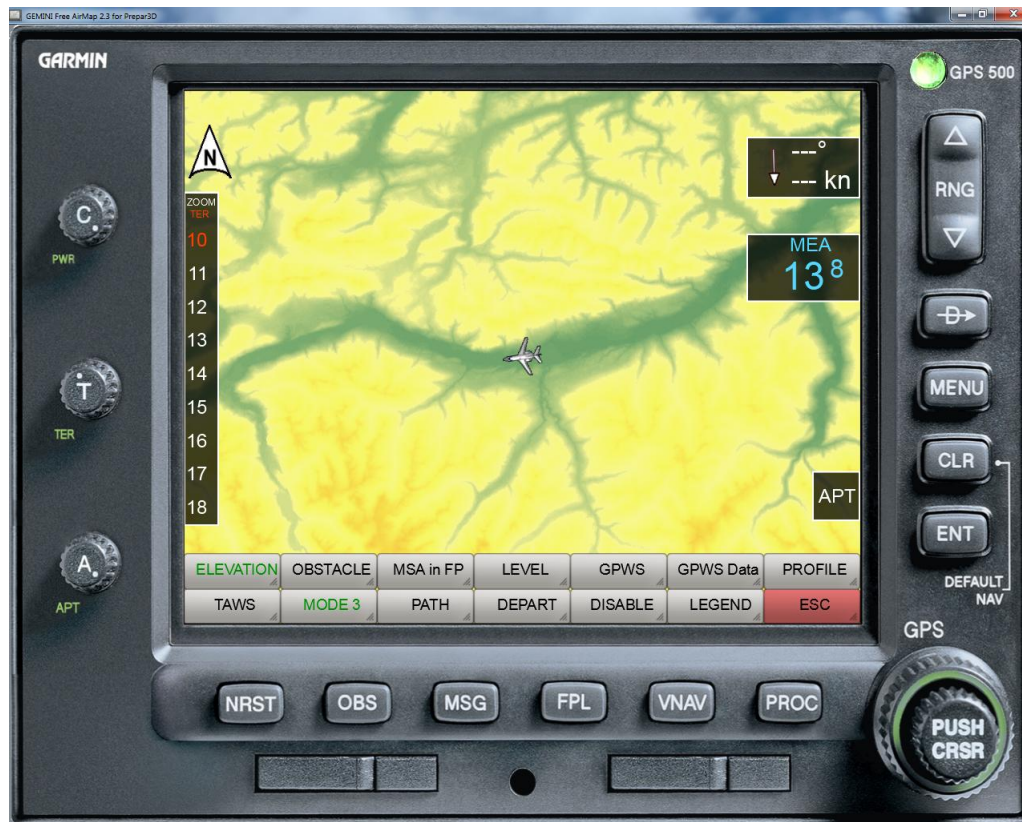 GEMINI Free AirMap 2.3 for Prepar3D
GARMIN
GPS 500
N
---°
--- kn
MEA
13 8
ZOOM
TER
10
11
12
13
14
15
16
17
18
APT
ELEVATION OBSTACLE MSA in FP LEVEL GPWS GPWS Data PROFILE
TAWS MODE 3 PATH DEPART DISABLE LEGEND ESC
C
PWR
T
TER
A
APT
RNG
D
MENU
CLR
ENT
DEFAULT
NAV
GPS
PUSH
CRSR
NRST OBS MSG FPL VNAV PROC